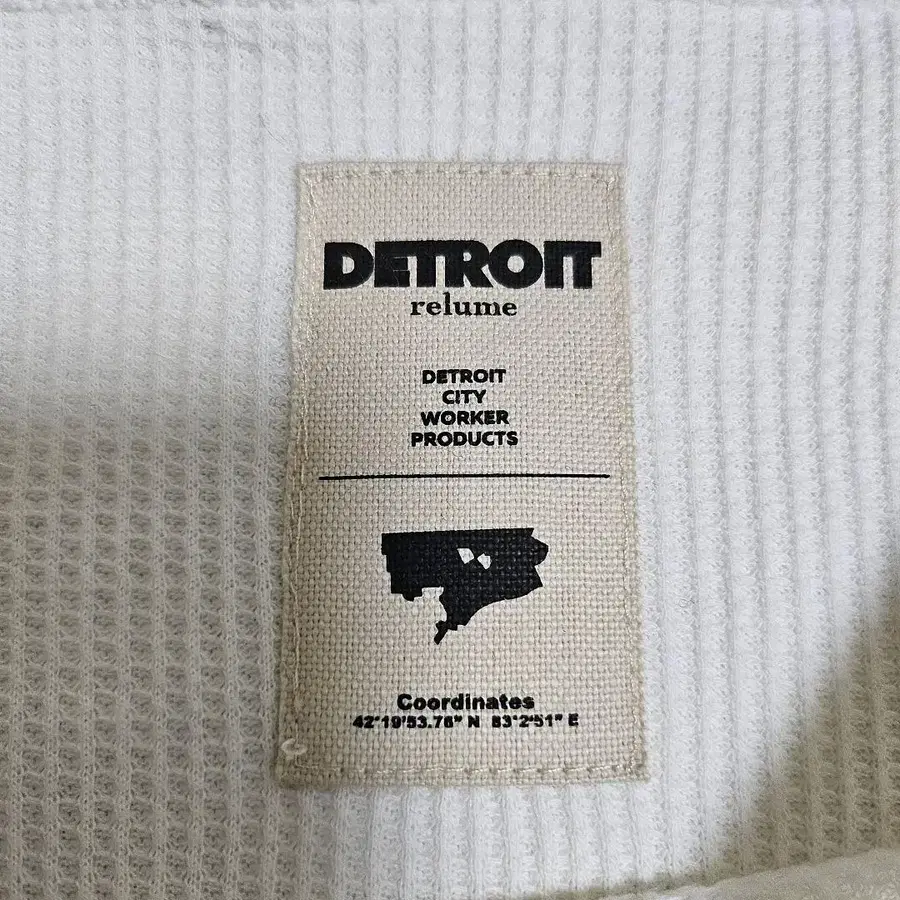 DETROIT
relume
DETROIT
CITY
WORKER
PRODUCTS
Coordinates
42°19'53.76" N 83°2'51" E